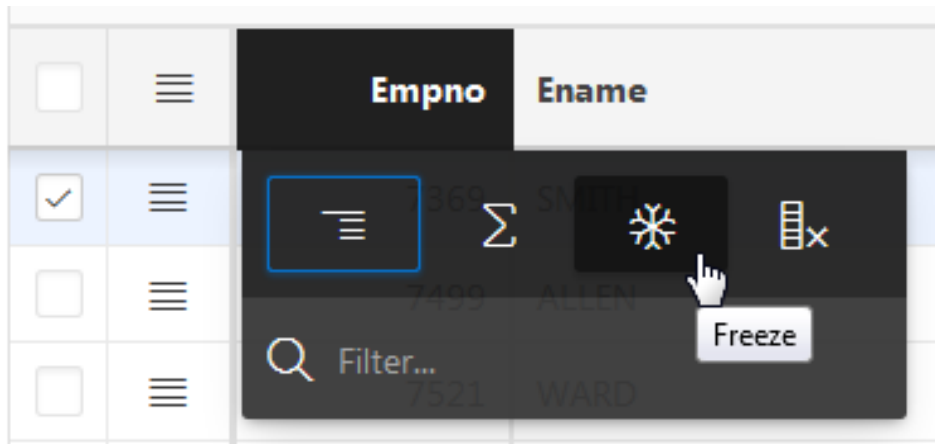 Empno Ename
7369 SMITH
7499 ALLEN
Freeze
Filter...
7521 WARD